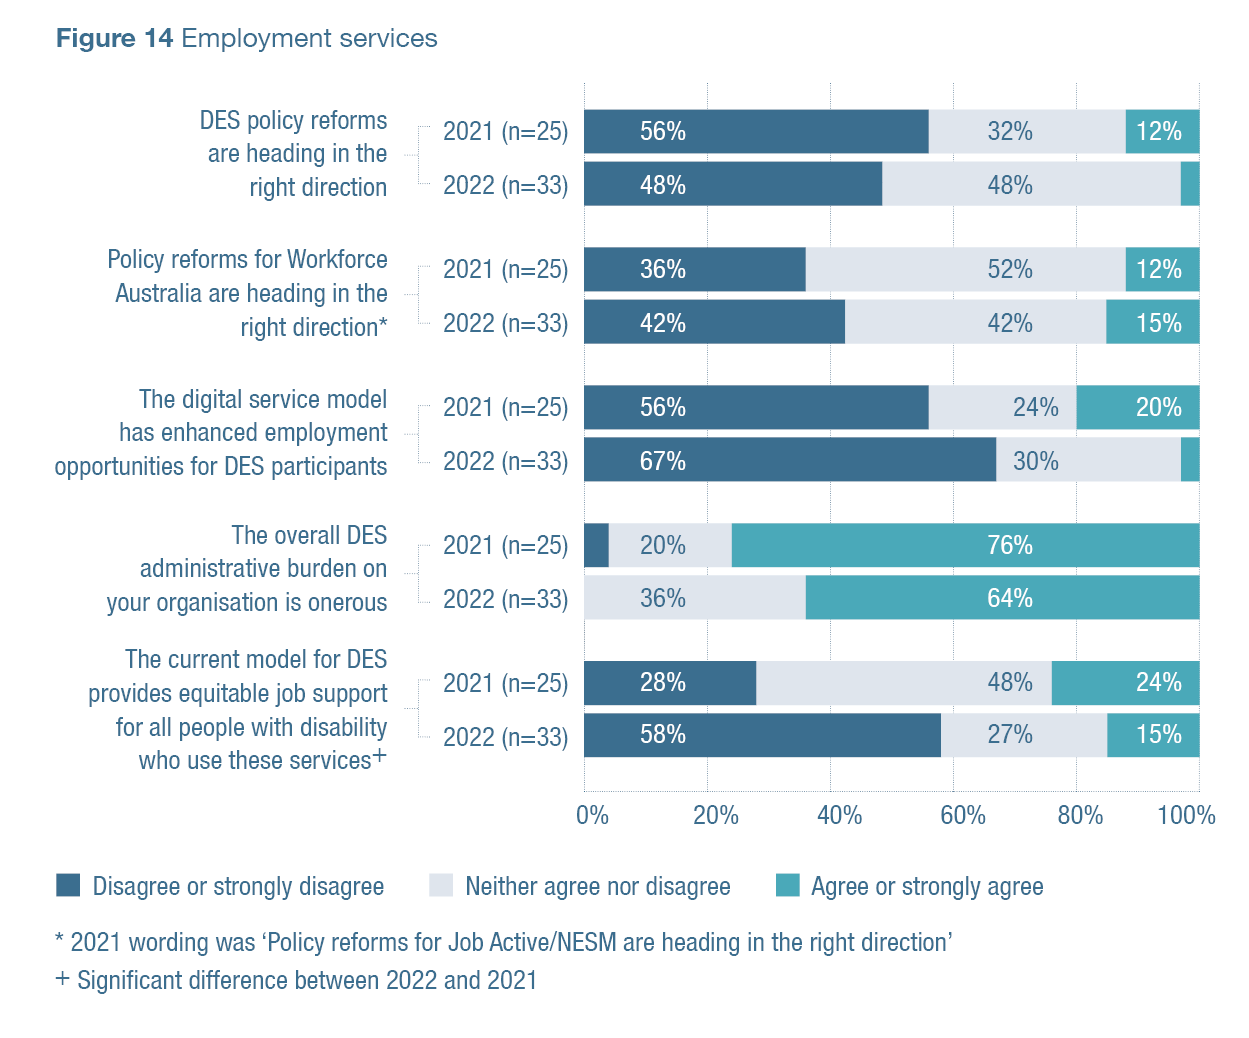 Figure 14 Employment services
DES policy reforms
are heading in the
right direction
2021 (n=25)
56%
32%
12%
2022 (n=33)
48%
48%
Policy reforms for Workforce
Australia are heading in the
right direction*
2021 (n=25)
36%
52%
12%
2022 (n=33)
42%
42%
15%
The digital service model
has enhanced employment
opportunities for DES participants
2021 (n=25)
56%
24%
20%
2022 (n=33)
67%
30%
The overall DES
administrative burden on
your organisation is onerous
2021 (n=25)
20%
76%
2022 (n=33)
36%
64%
The current model for DES
provides equitable job support
for all people with disability
who use these services+
2021 (n=25)
28%
48%
24%
2022 (n=33)
58%
27%
15%
0% 20% 40% 60% 80% 100%
Disagree or strongly disagree
Neither agree nor disagree
Agree or strongly agree
* 2021 wording was ‘Policy reforms for Job Active/NESM are heading in the right direction’
+ Significant difference between 2022 and 2021